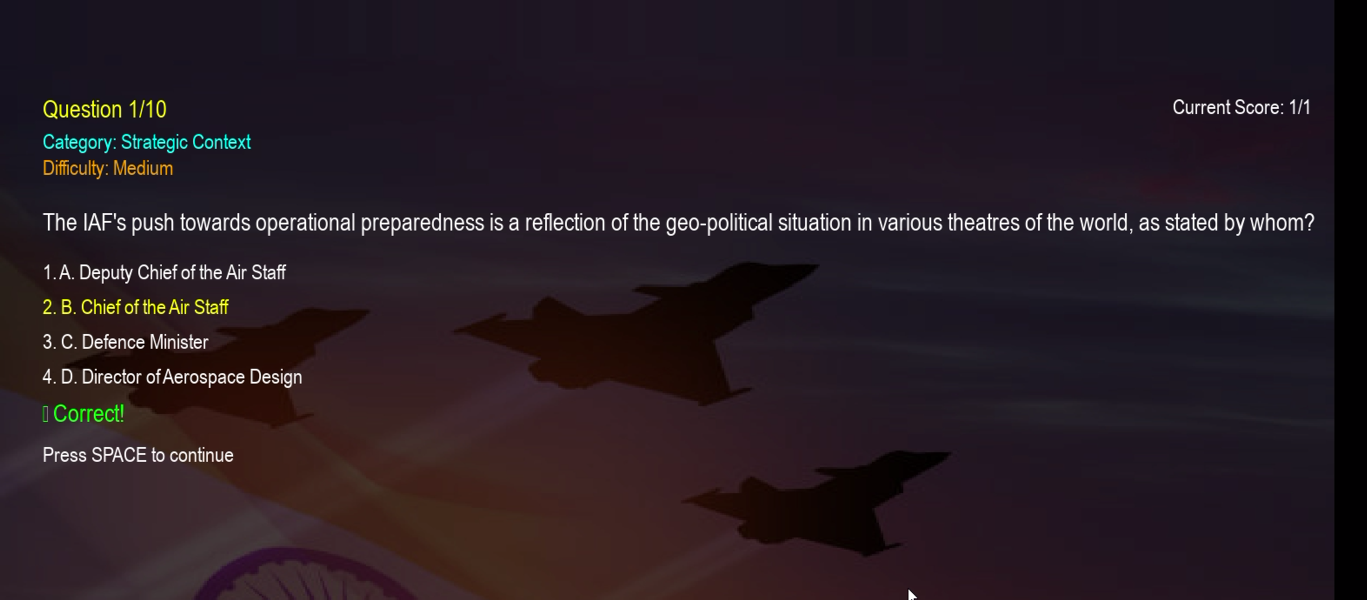 Question 1/10
Current Score: 1/1
Category: Strategic Context
Difficulty: Medium
The IAF's push towards operational preparedness is a reflection of the geo-political situation in various theatres of the world, as stated by whom?
1. A. Deputy Chief of the Air Staff
2. B. Chief of the Air Staff
3. C. Defence Minister
4. D. Director of Aerospace Design
▯ Correct!
Press SPACE to continue